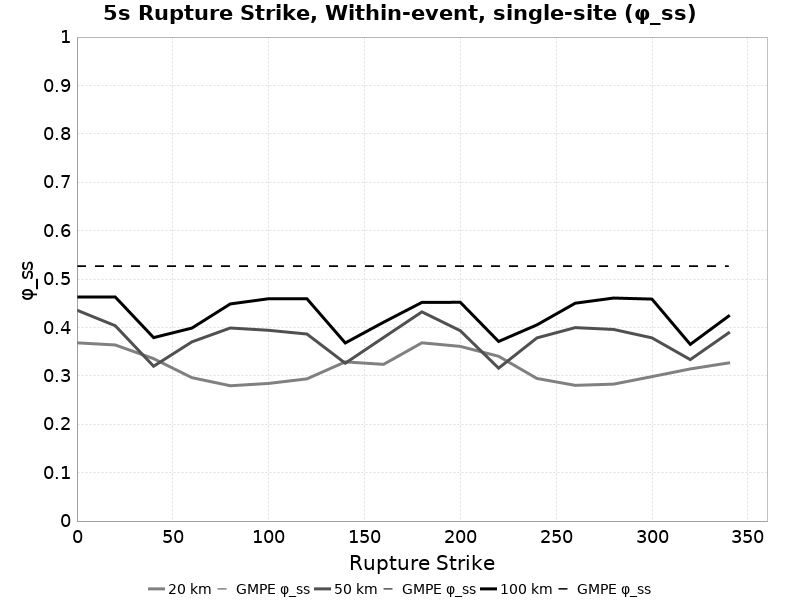 5s Rupture Strike, Within-event, single-site (φ_ss)
1
0.9
0.8
0.7
0.6
0.5
0.4
0.3
0.2
0.1
0
φ_ss
0 50 100 150 200 250 300 350
Rupture Strike
20 km GMPE φ_ss 50 km GMPE φ_ss 100 km GMPE φ_ss